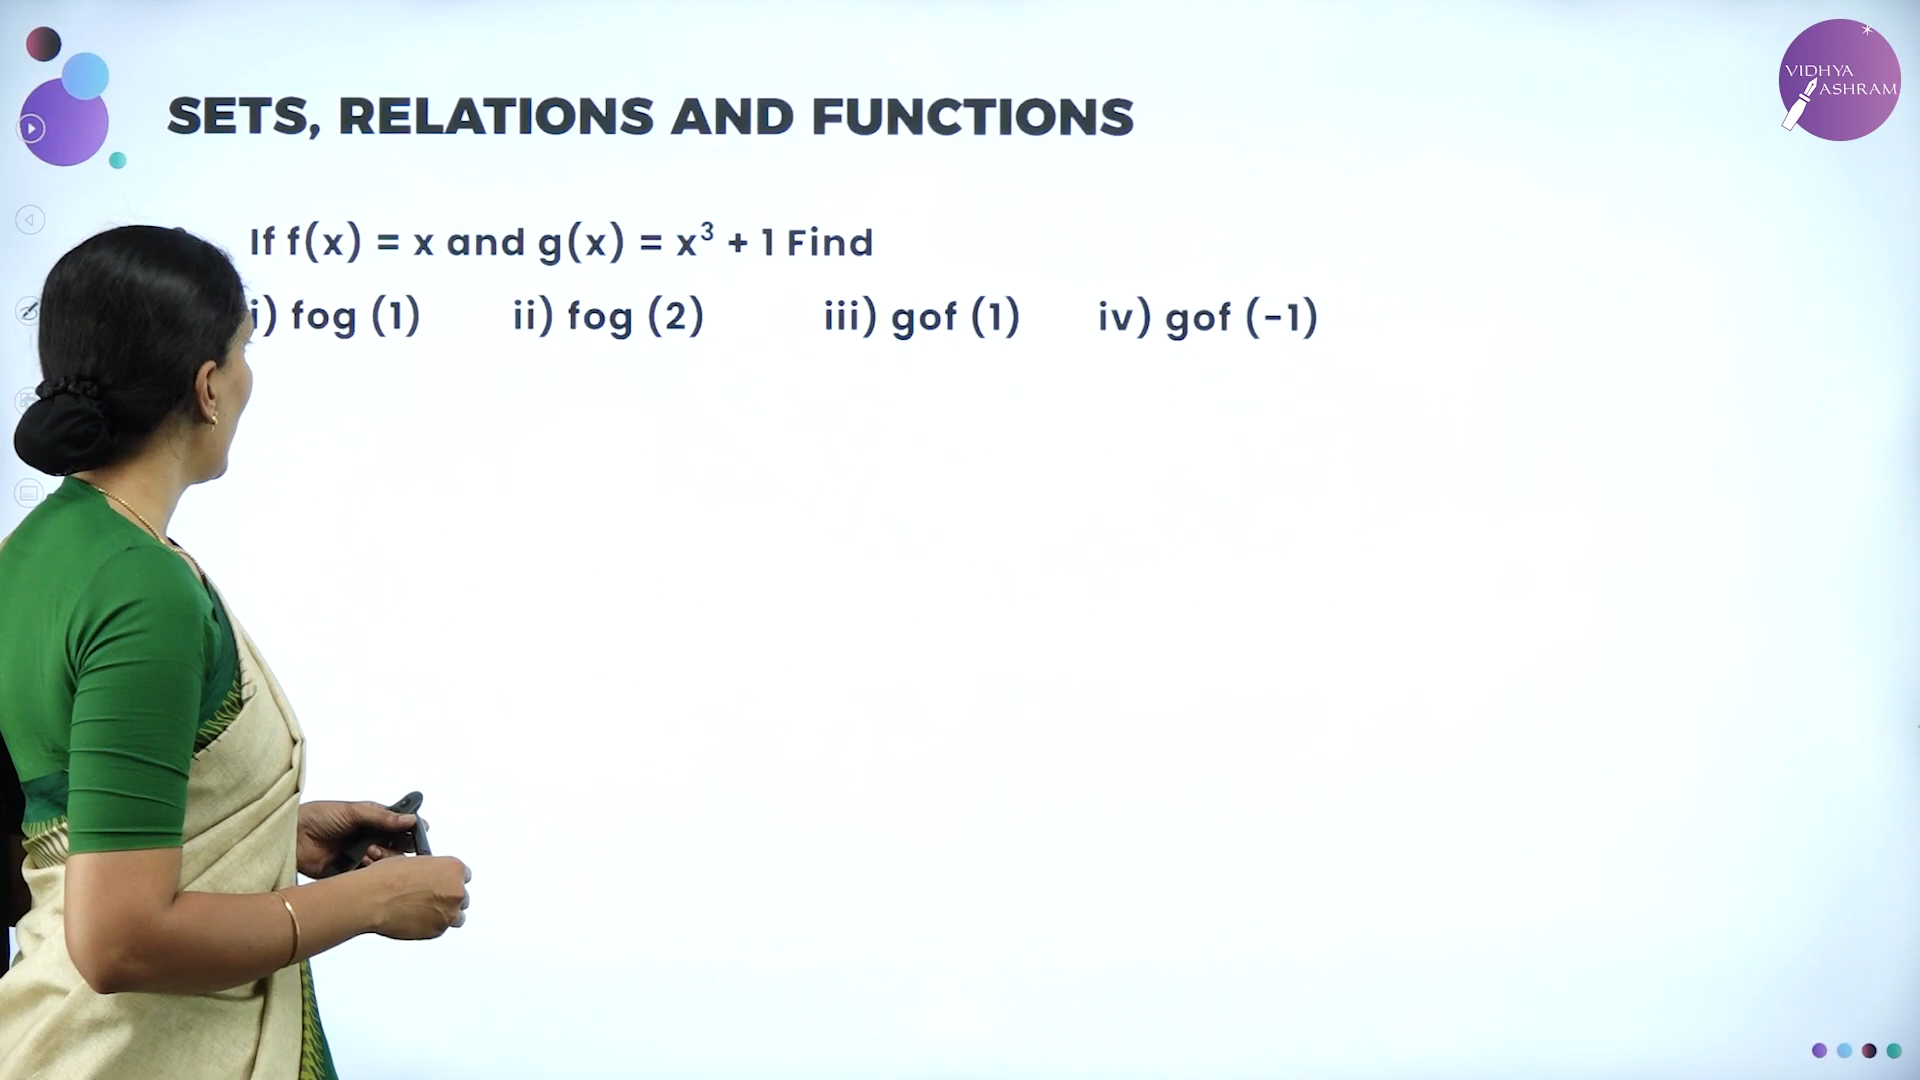 VIDHYA
ASHRAM
SETS, RELATIONS AND FUNCTIONS
If f(x) = x and g(x) = x³ + 1 Find
i) fog (1) ii) fog (2) iii) gof (1) iv) gof (-1)